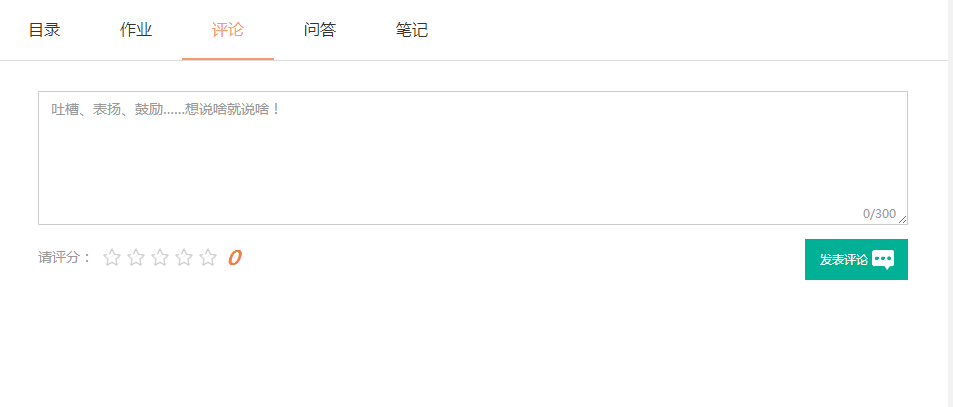 目录 作业 评论 问答 笔记
吐槽、表扬、鼓励......想说啥就说啥！
0/300
请评分： 0 发表评论